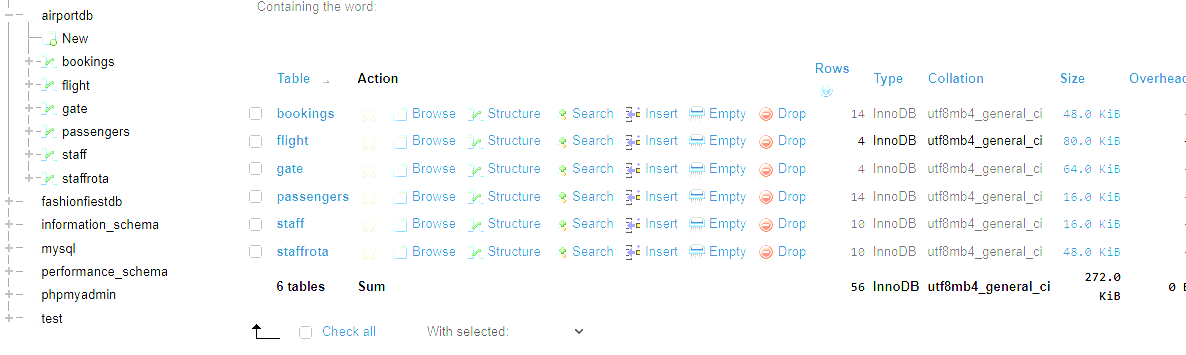 Containing the word:
airportdb
New
bookings
flight
gate
passengers
staff
staffrota
fashionfiestdb
information_schema
mysql
performance_schema
phpmyadmin
test
Table Action Rows Type Collation Size Overhead
bookings Browse Structure Search Insert Empty Drop 14 InnoDB utf8mb4_general_ci 48.0 KiB -
flight Browse Structure Search Insert Empty Drop 4 InnoDB utf8mb4_general_ci 80.0 KiB -
gate Browse Structure Search Insert Empty Drop 4 InnoDB utf8mb4_general_ci 64.0 KiB -
passengers Browse Structure Search Insert Empty Drop 14 InnoDB utf8mb4_general_ci 16.0 KiB -
staff Browse Structure Search Insert Empty Drop 10 InnoDB utf8mb4_general_ci 16.0 KiB -
staffrota Browse Structure Search Insert Empty Drop 10 InnoDB utf8mb4_general_ci 48.0 KiB -
6 tables Sum 56 InnoDB utf8mb4_general_ci 272.0 KiB 0 B
Check all With selected: